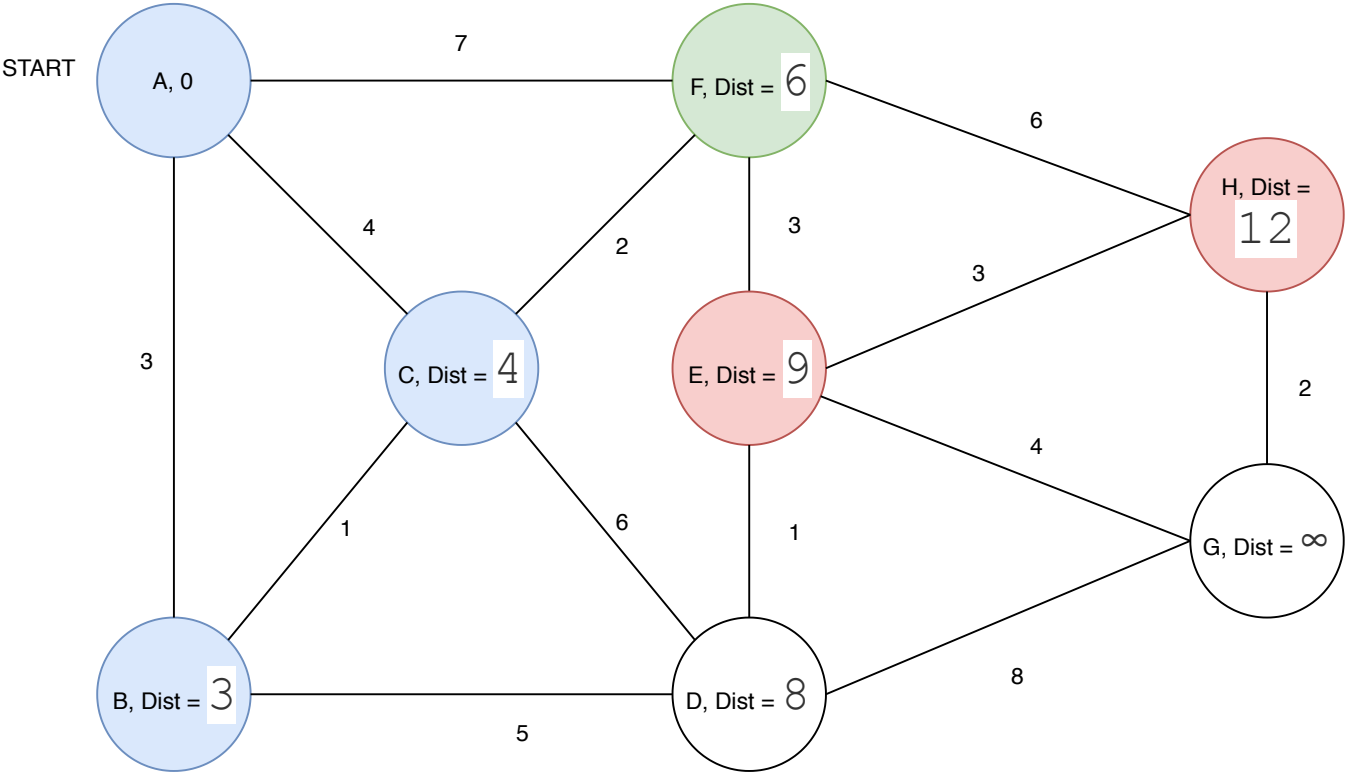 START
A, 0
7
F, Dist = 6
6
H, Dist =
12
4
2
3
3
3
C, Dist = 4
E, Dist = 9
2
4
1
6
1
G, Dist = ∞
8
B, Dist = 3
5
D, Dist = 8